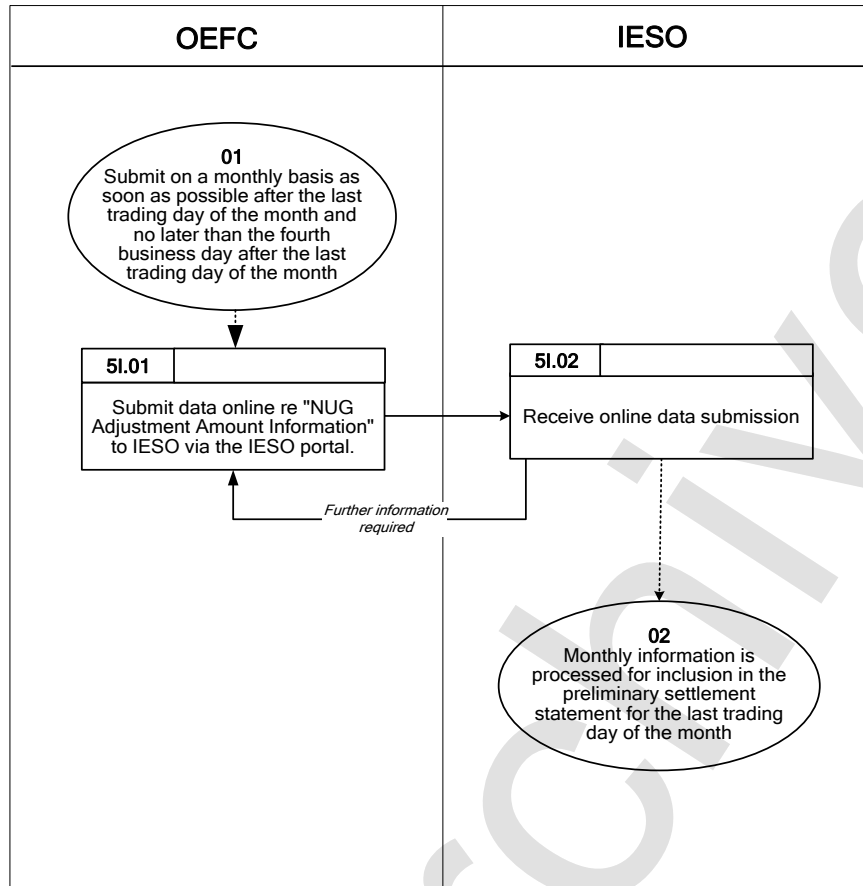 OEFC
IESO
01
Submit on a monthly basis as
soon as possible after the last
trading day of the month and
no later than the fourth
business day after the last
trading day of the month
5I.01
Submit data online re "NUG
Adjustment Amount Information"
to IESO via the IESO portal.
5I.02
Receive online data submission
Further information
required
02
Monthly information is
processed for inclusion in the
preliminary settlement
statement for the last trading
day of the month